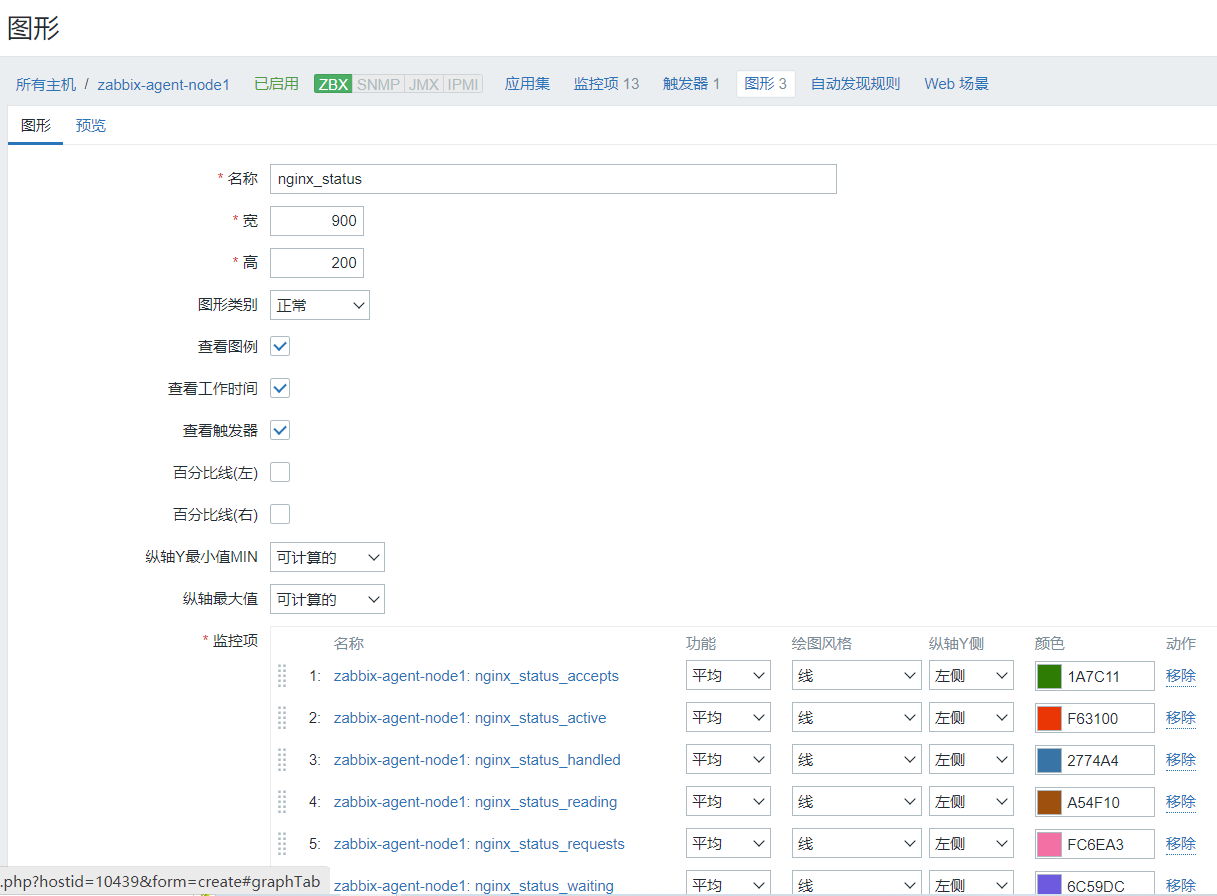 图形
所有主机 / zabbix-agent-node1 已启用 ZBX SNMP JMX IPMI 应用集 监控项 13 触发器 1 图形 3 自动发现规则 Web 场景
图形 预览
* 名称 nginx_status
* 宽 900
* 高 200
图形类别 正常
查看图例
查看工作时间
查看触发器
百分比线(左)
百分比线(右)
纵轴Y最小值MIN 可计算的
纵轴最大值 可计算的
* 监控项 名称 功能 绘图风格 纵轴Y侧 颜色 动作
1: zabbix-agent-node1: nginx_status_accepts 平均 线 左侧 1A7C11 移除
2: zabbix-agent-node1: nginx_status_active 平均 线 左侧 F63100 移除
3: zabbix-agent-node1: nginx_status_handled 平均 线 左侧 2774A4 移除
4: zabbix-agent-node1: nginx_status_reading 平均 线 左侧 A54F10 移除
5: zabbix-agent-node1: nginx_status_requests 平均 线 左侧 FC6EA3 移除
zabbix-agent-node1: nginx_status_waiting 平均 线 左侧 6C59DC 移除
.php?hostid=10439&form=create#graphTab